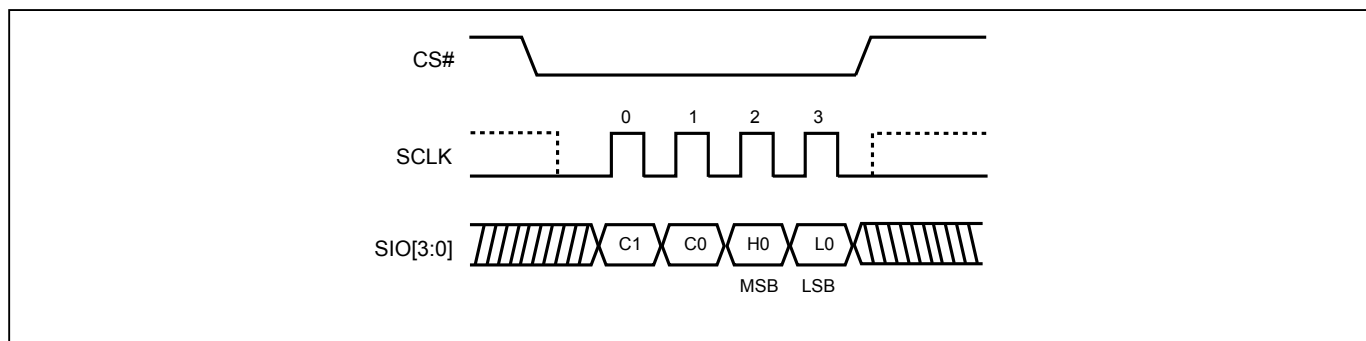 CS#
0 1 2 3
SCLK
SIO[3:0] C1 C0 H0 L0
MSB LSB